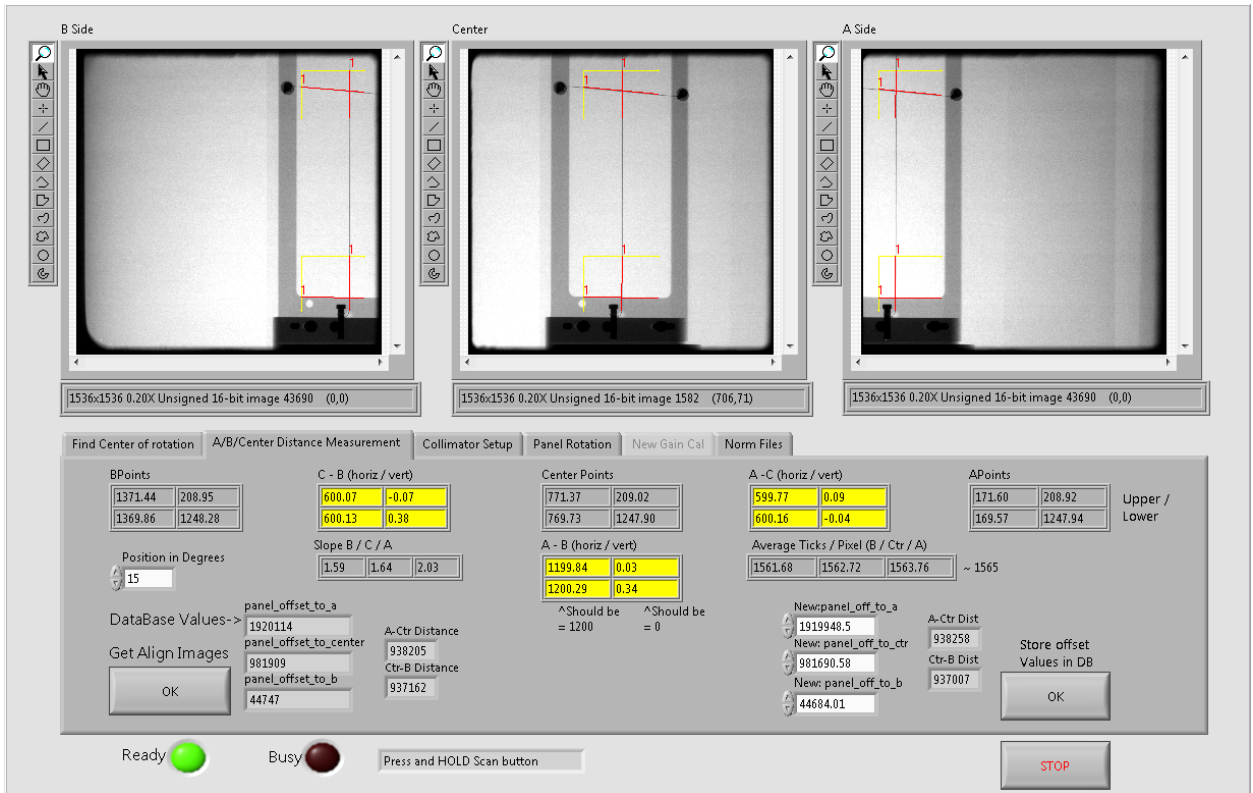 B Side
Center
A Side
1
1
1
1
1
1
1
1
1
1
1
1
1536x1536 0.20X Unsigned 16-bit image 43690 (0,0)
1536x1536 0.20X Unsigned 16-bit image 1582 (706,71)
1536x1536 0.20X Unsigned 16-bit image 43690 (0,0)
Find Center of rotation
A/B/Center Distance Measurement
Collimator Setup
Panel Rotation
New Gain Cal
Norm Files
BPoints
1371.44 208.95
1369.86 1248.28
C - B (horiz / vert)
600.07 -0.07
600.13 0.38
Center Points
771.37 209.02
769.73 1247.90
A -C (horiz / vert)
599.77 0.09
600.16 -0.04
APoints
171.60 208.92
169.57 1247.94
Upper /
Lower
Position in Degrees
15
Slope B / C / A
1.59 1.64 2.03
A - B (horiz / vert)
1199.84 0.03
1200.29 0.34
^Should be
= 1200
^Should be
= 0
Average Ticks / Pixel (B / Ctr / A)
1561.68 1562.72 1563.76 ~ 1565
DataBase Values->
panel_offset_to_a
1920114
panel_offset_to_center
981909
panel_offset_to_b
44747
A-Ctr Distance
938205
Ctr-B Distance
937162
Get Align Images
OK
New:panel_off_to_a
1919948.5
New: panel_off_to_ctr
981690.58
New: panel_off_to_b
44684.01
A-Ctr Dist
938258
Ctr-B Dist
937007
Store offset
Values in DB
OK
Ready
Busy
Press and HOLD Scan button
STOP